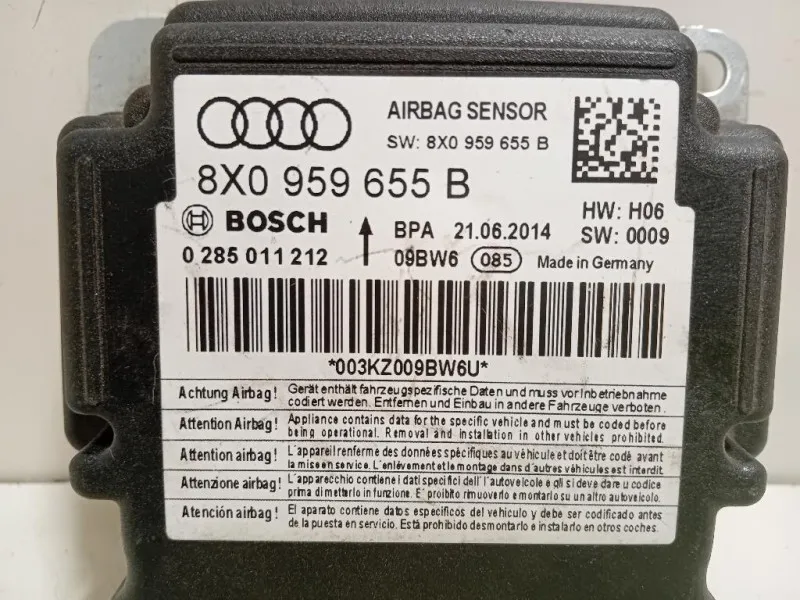 AIRBAG SENSOR
SW: 8X0 959 655 B
8X0 959 655 B
HW: H06
BOSCH
BPA 21.06.2014
SW: 0009
0 285 011 212
09BW6 085 Made in Germany
*003KZ009BW6U*
Achtung Airbag! Gerät enthält fahrzeugspezifische Daten und muss vor Inbetriebnahme
codiert werden. Entfernen und Einbau in andere Fahrzeuge verboten.
Attention Airbag! Appliance contains data for the specific vehicle and must be coded before
being operational. Removal and installation in other vehicles prohibited.
Attention airbag! L'appareil renferme des données spécifiques au véhicule et doit être codé avant
la mise en service. L'enlèvement et le montage dans d'autres véhicules est interdit.
Attenzione airbag! L'apparecchio contiene i dati specifici dell'l'autoveicole e gli si deve dare u codice
prima di metterlo in funzione. E' proibito rimuoverlo e montarlo su un altro autoveicolo.
Atención airbag! El aparato contiene datos específicos del vehículo y debe ser codificado antes
de la puesta en servicio. Está prohibido desmontarlo e instalarlo en otros coches.